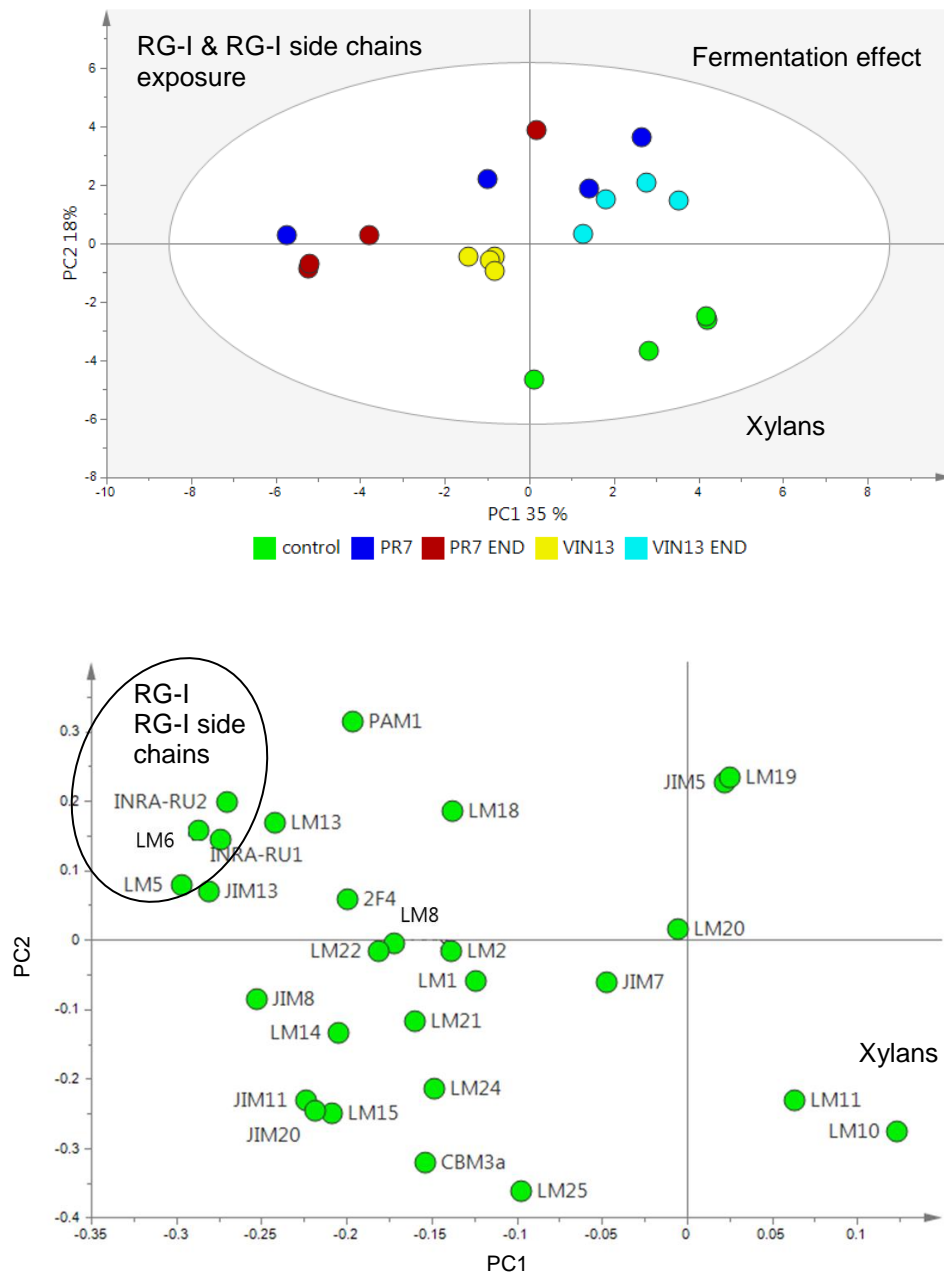 RG-I & RG-I side chains
exposure
Fermentation effect
Xylans
6
4
2
0
-2
-4
-6
-8
PC2 18%
-10
-8
-6
-4
-2
0
2
4
6
8
PC1 35 %
control PR7 PR7 END VIN13 VIN13 END
RG-I
RG-I side
chains
PAM1
INRA-RU2
LM6
INRA-RU1
LM13
LM18
JIM5
LM19
LM5
JIM13
2F4
LM8
LM20
LM22
LM2
LM1
JIM7
JIM8
LM14
LM21
Xylans
LM24
JIM11
LM15
JIM20
LM11
LM10
CBM3a
LM25
0.3
0.2
0.1
0
-0.1
-0.2
-0.3
-0.4
PC2
-0.35
-0.3
-0.25
-0.2
-0.15
-0.1
-0.05
0
0.05
0.1
PC1